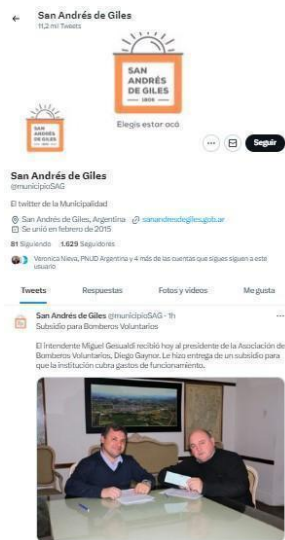 San Andrés de Giles
11,2 mil Tweets
SAN
ANDRÉS
DE GILES
1806
Elegís estar acá
SAN
ANDRÉS
DE GILES
Seguir
San Andrés de Giles
@municipioSAG
El twitter de la Municipalidad
San Andrés de Giles, Argentina sanandresdegiles.gob.ar
Se unió en febrero de 2015
81 Siguiendo 1.629 Seguidores
Veronica Nieva, PNUD Argentina y 4 más de las cuentas que sigues siguen a este
usuario
Tweets Respuestas Fotos y videos Me gusta
San Andrés de Giles @municipioSAG · 1h
Subsidio para Bomberos Voluntarios
El Intendente Miguel Gesualdi recibió hoy al presidente de la Asociación de
Bomberos Voluntarios, Diego Gaynor. Le hizo entrega de un subsidio para
que la institución cubra gastos de funcionamiento.